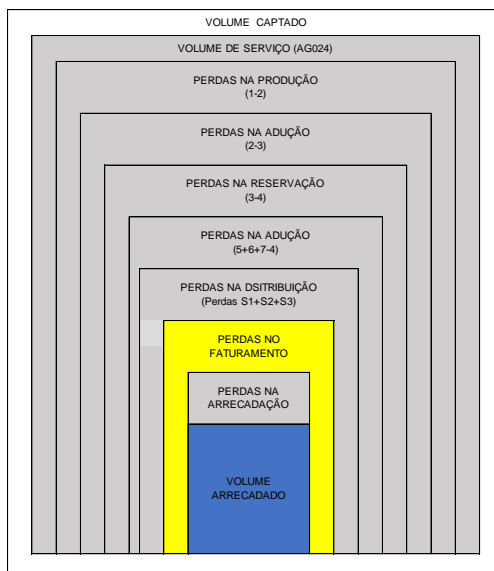 VOLUME CAPTADO
VOLUME DE SERVIÇO (AG024)
PERDAS NA PRODUÇÃO
(1-2)
PERDAS NA ADUÇÃO
(2-3)
PERDAS NA RESERVAÇÃO
(3-4)
PERDAS NA ADUÇÃO
(5+6+7-4)
PERDAS NA DSITRIBUIÇÃO
(Perdas S1+S2+S3)
PERDAS NO
FATURAMENTO
PERDAS NA
ARRECADAÇÃO
VOLUME
ARRECADADO